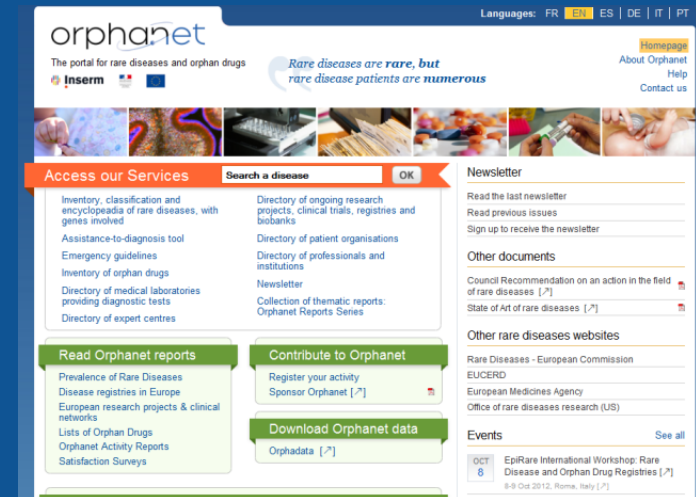 Languages: FR EN ES | DE | IT | PT
orphanet
The portal for rare diseases and orphan drugs
Inserm
Rare diseases are rare, but
rare disease patients are numerous
Homepage
About Orphanet
Help
Contact us
Access our Services
Search a disease
OK
Inventory, classification and
encyclopaedia of rare diseases, with
genes involved
Assistance-to-diagnosis tool
Emergency guidelines
Inventory of orphan drugs
Directory of medical laboratories
providing diagnostic tests
Directory of expert centres
Directory of ongoing research
projects, clinical trials, registries and
biobanks
Directory of patient organisations
Directory of professionals and
institutions
Newsletter
Collection of thematic reports:
Orphanet Reports Series
Read Orphanet reports
Prevalence of Rare Diseases
Disease registries in Europe
European research projects & clinical
networks
Lists of Orphan Drugs
Orphanet Activity Reports
Satisfaction Surveys
Contribute to Orphanet
Register your activity
Sponsor Orphanet [↗]
Download Orphanet data
Orphadata [↗]
Newsletter
Read the last newsletter
Read previous issues
Sign up to receive the newsletter
Other documents
Council Recommendation on an action in the field
of rare diseases [↗]
State of Art of rare diseases [↗]
Other rare diseases websites
Rare Diseases - European Commission
EUCERD
European Medicines Agency
Office of rare diseases research (US)
Events
See all
OCT
8
EpiRare International Workshop: Rare
Disease and Orphan Drug Registries [↗]
8-9 Oct 2012, Rome, Italy [↗]